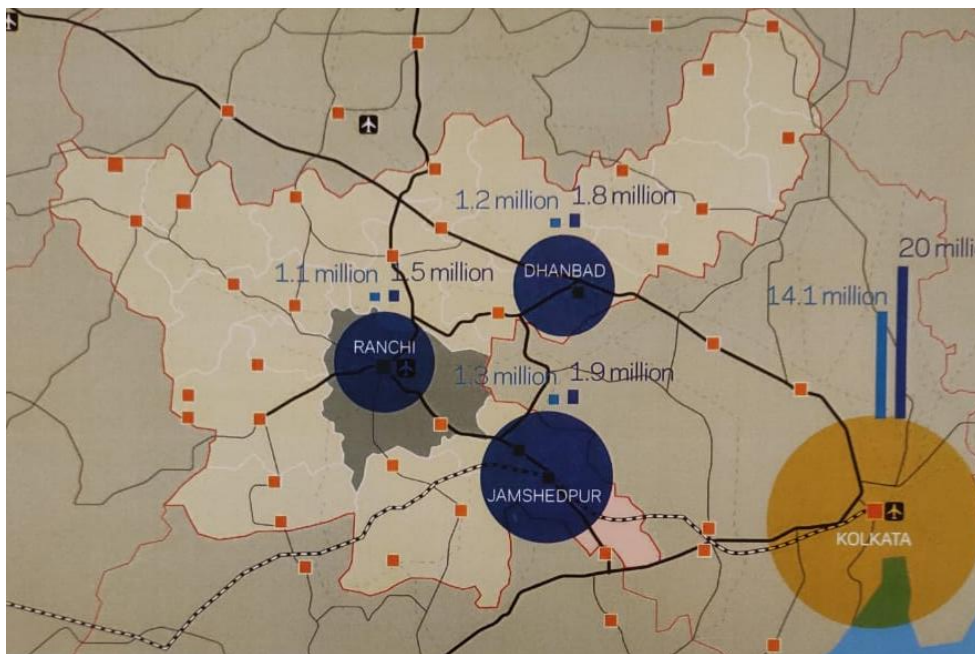 1.2 million
1.8 million
DHANBAD
20 milli
1.1 million
1.5 million
14.1 million
RANCHI
1.3 million
1.9 million
JAMSHEDPUR
KOLKATA